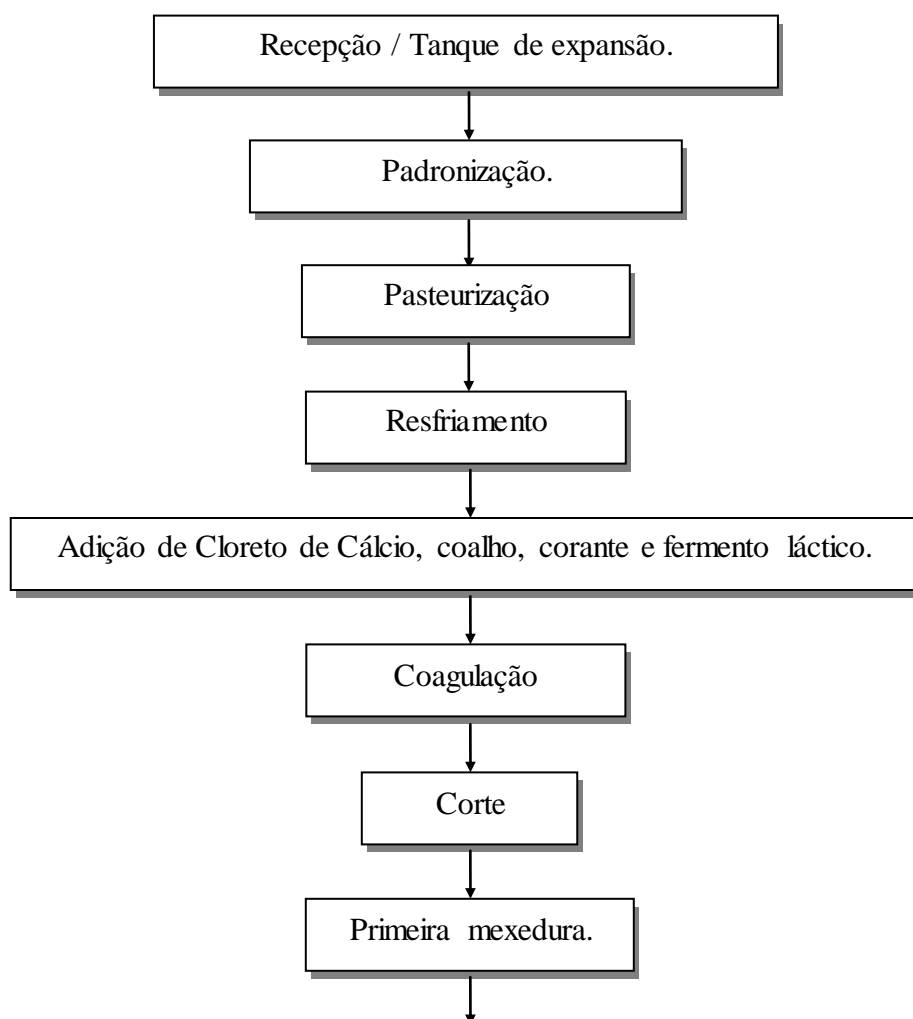 Recepção / Tanque de expansão.
Padronização.
Pasteurização
Resfriamento
Adição de Cloreto de Cálcio, coalho, corante e fermento láctico.
Coagulação
Corte
Primeira mexedura.